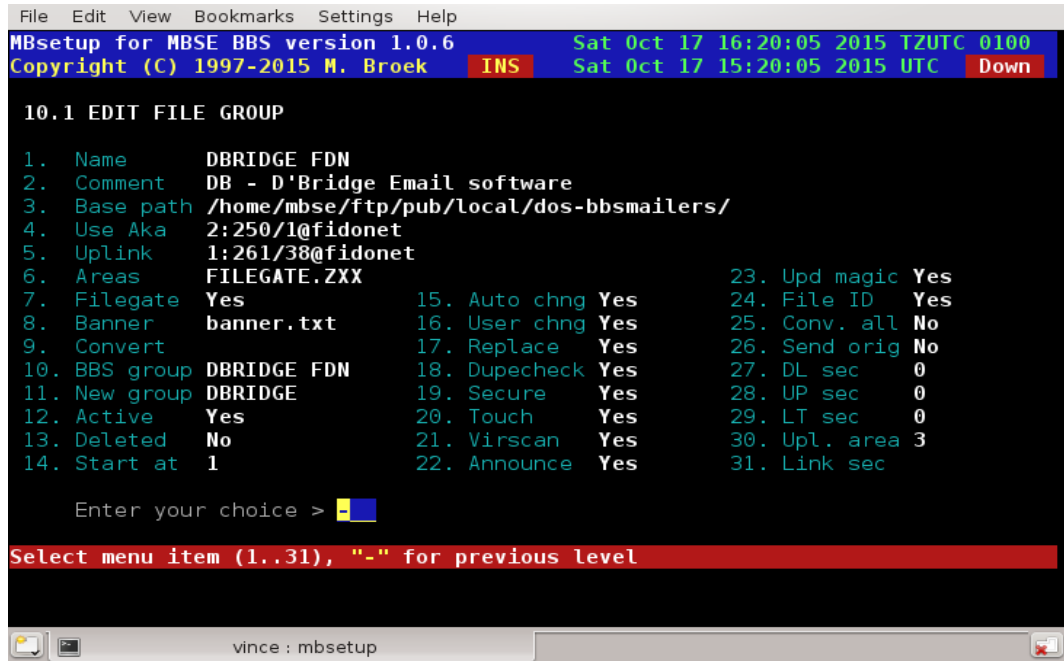 File Edit View Bookmarks Settings Help
MBsetup for MBSE BBS version 1.0.6 Sat Oct 17 16:20:05 2015 TZUTC 0100
Copyright (C) 1997-2015 M. Broek INS Sat Oct 17 15:20:05 2015 UTC Down
10.1 EDIT FILE GROUP
1. Name DBRIDGE FDN
2. Comment DB - D'Bridge Email software
3. Base path /home/mbse/ftp/pub/local/dos-bbsmailers/
4. Use Aka 2:250/1@fidonet
5. Uplink 1:261/38@fidonet
6. Areas FILEGATE.ZXX 23. Upd magic Yes
7. Filegate Yes 15. Auto chng Yes 24. File ID Yes
8. Banner banner.txt 16. User chng Yes 25. Conv. all No
9. Convert 17. Replace Yes 26. Send orig No
10. BBS group DBRIDGE FDN 18. Dupecheck Yes 27. DL sec 0
11. New group DBRIDGE 19. Secure Yes 28. UP sec 0
12. Active Yes 20. Touch Yes 29. LT sec 0
13. Deleted No 21. Virscan Yes 30. Upl. area 3
14. Start at 1 22. Announce Yes 31. Link sec
Enter your choice > -
Select menu item (1..31), "-" for previous level
vince : mbsetup